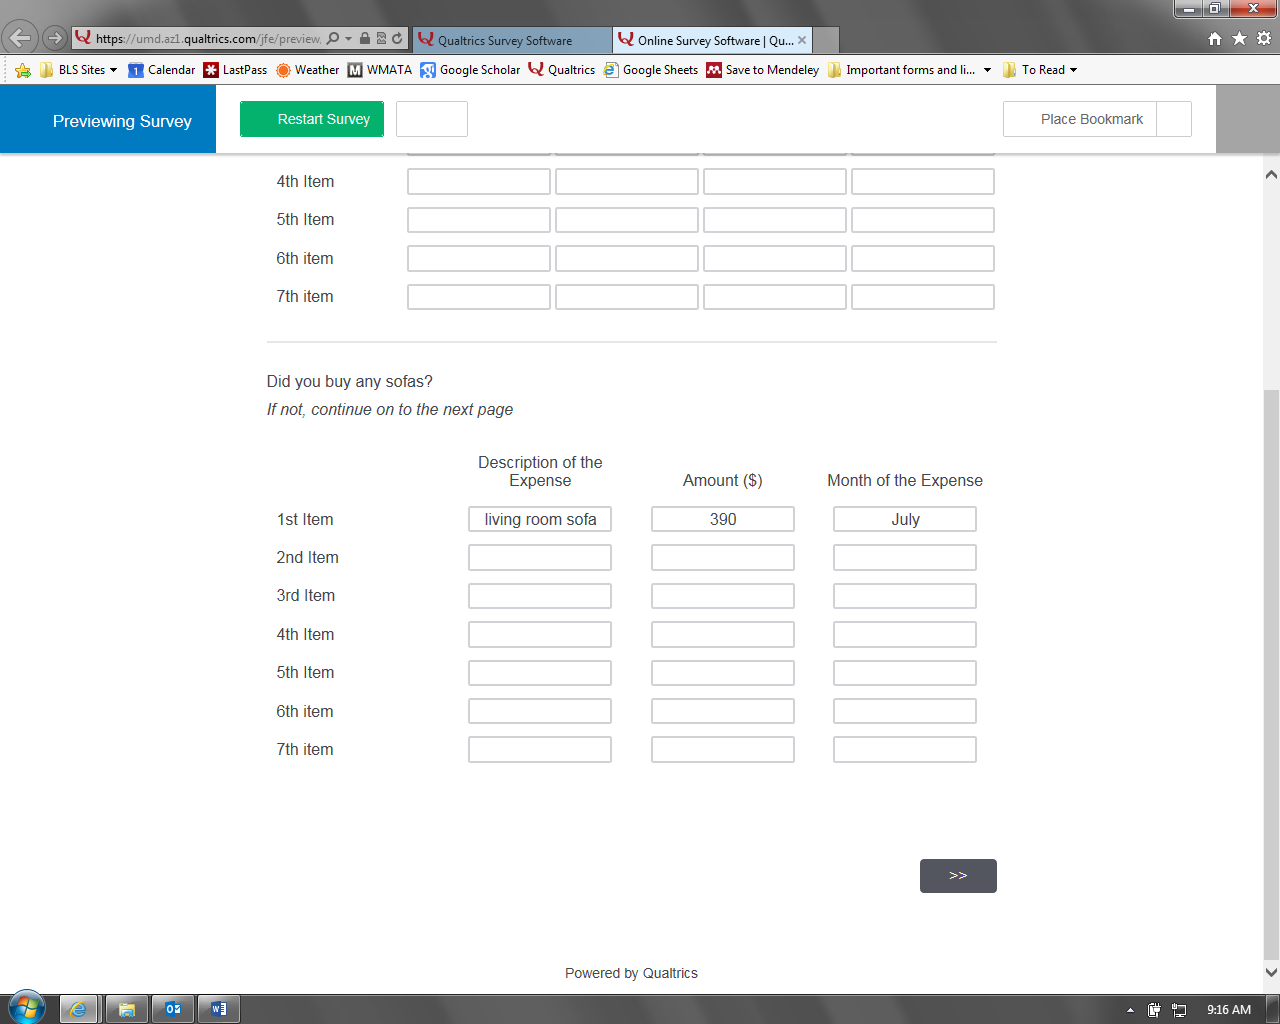 https://umd.az1.qualtrics.com/jfe/preview,
Qualtrics Survey Software
Online Survey Software | Qu...
BLS Sites
1 Calendar
LastPass
Weather
M WMATA
Google Scholar
Qualtrics
Google Sheets
Save to Mendeley
Important forms and li...
To Read
Previewing Survey
Restart Survey
Place Bookmark
4th Item
5th Item
6th item
7th item
Did you buy any sofas?
If not, continue on to the next page
Description of the
Expense
Amount ($)
Month of the Expense
1st Item living room sofa 390 July
2nd Item
3rd Item
4th Item
5th Item
6th item
7th item
>>
Powered by Qualtrics
9:16 AM